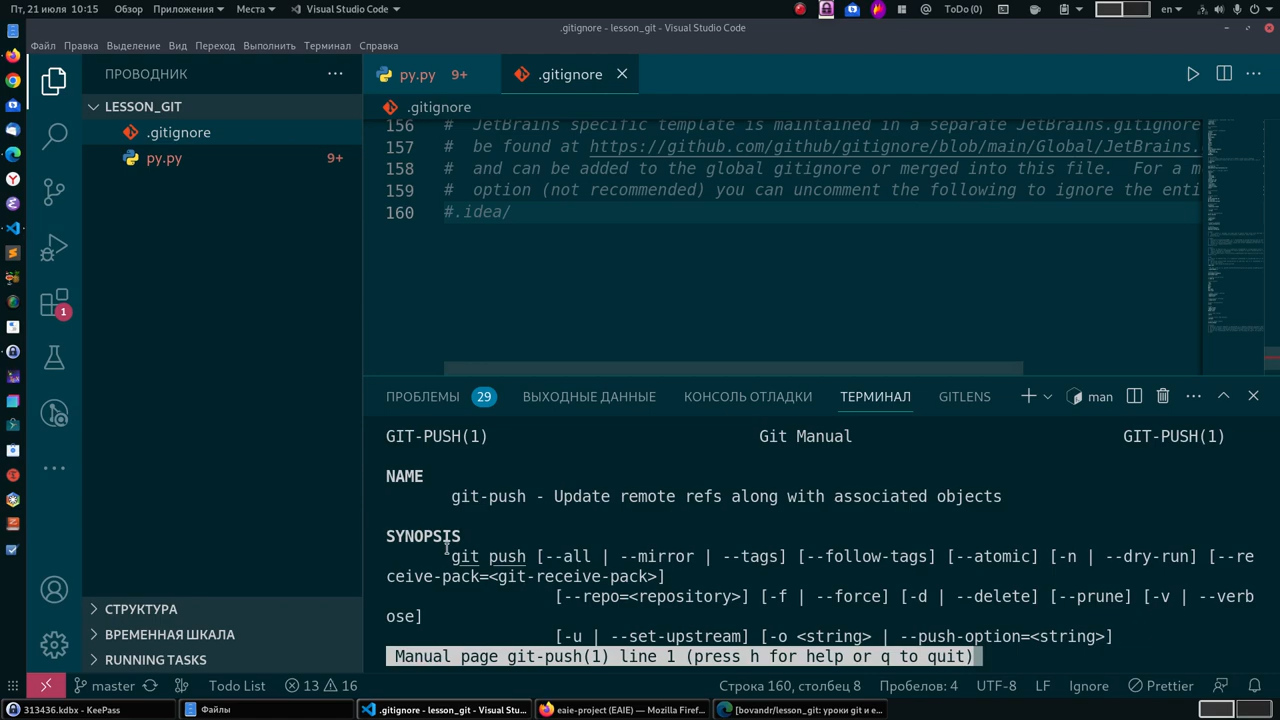 Пт, 21 июля 10:15
Обзор
Приложения
Места
Visual Studio Code
ToDo (0)
en
.gitignore - lesson_git - Visual Studio Code
Файл Правка Выделение Вид Переход Выполнить Терминал Справка
ПРОВОДНИК
LESSON_GIT
.gitignore
py.py 9+
py.py 9+
.gitignore
.gitignore
156 # JetBrains specific template is maintained in a separate JetBrains.gitignore
157 # be found at https://github.com/github/gitignore/blob/main/Global/JetBrains.
158 # and can be added to the global gitignore or merged into this file. For a m
159 # option (not recommended) you can uncomment the following to ignore the enti
160 #.idea/
1
ПРОБЛЕМЫ 29 ВЫХОДНЫЕ ДАННЫЕ КОНСОЛЬ ОТЛАДКИ ТЕРМИНАЛ GITLENS man
GIT-PUSH(1) Git Manual GIT-PUSH(1)
NAME
git-push - Update remote refs along with associated objects
SYNOPSIS
git push [--all | --mirror | --tags] [--follow-tags] [--atomic] [-n | --dry-run] [--re
ceive-pack=<git-receive-pack>]
[--repo=<repository>] [-f | --force] [-d | --delete] [--prune] [-v | --verb
ose]
[-u | --set-upstream] [-o <string> | --push-option=<string>]
Manual page git-push(1) line 1 (press h for help or q to quit)
СТРУКТУРА
ВРЕМЕННАЯ ШКАЛА
RUNNING TASKS
master Todo List 13 16 Строка 160, столбец 8 Пробелов: 4 UTF-8 LF Ignore Prettier
313436.kdbx - KeePass
Файлы
.gitignore - lesson_git - Visual Studi...
eaie-project (EAIE) — Mozilla Firef...
[bovandr/lesson_git: уроки git и е...